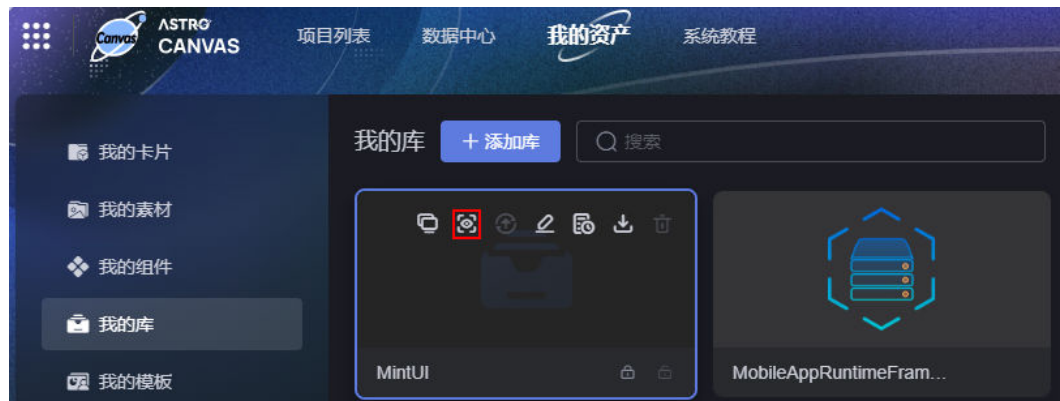 Canvas
ASTRO
CANVAS
项目列表
数据中心
我的资产
系统教程
我的卡片
我的素材
我的组件
我的库
我的模板
我的库
+ 添加库
搜索
MintUI
MobileAppRuntimeFram...